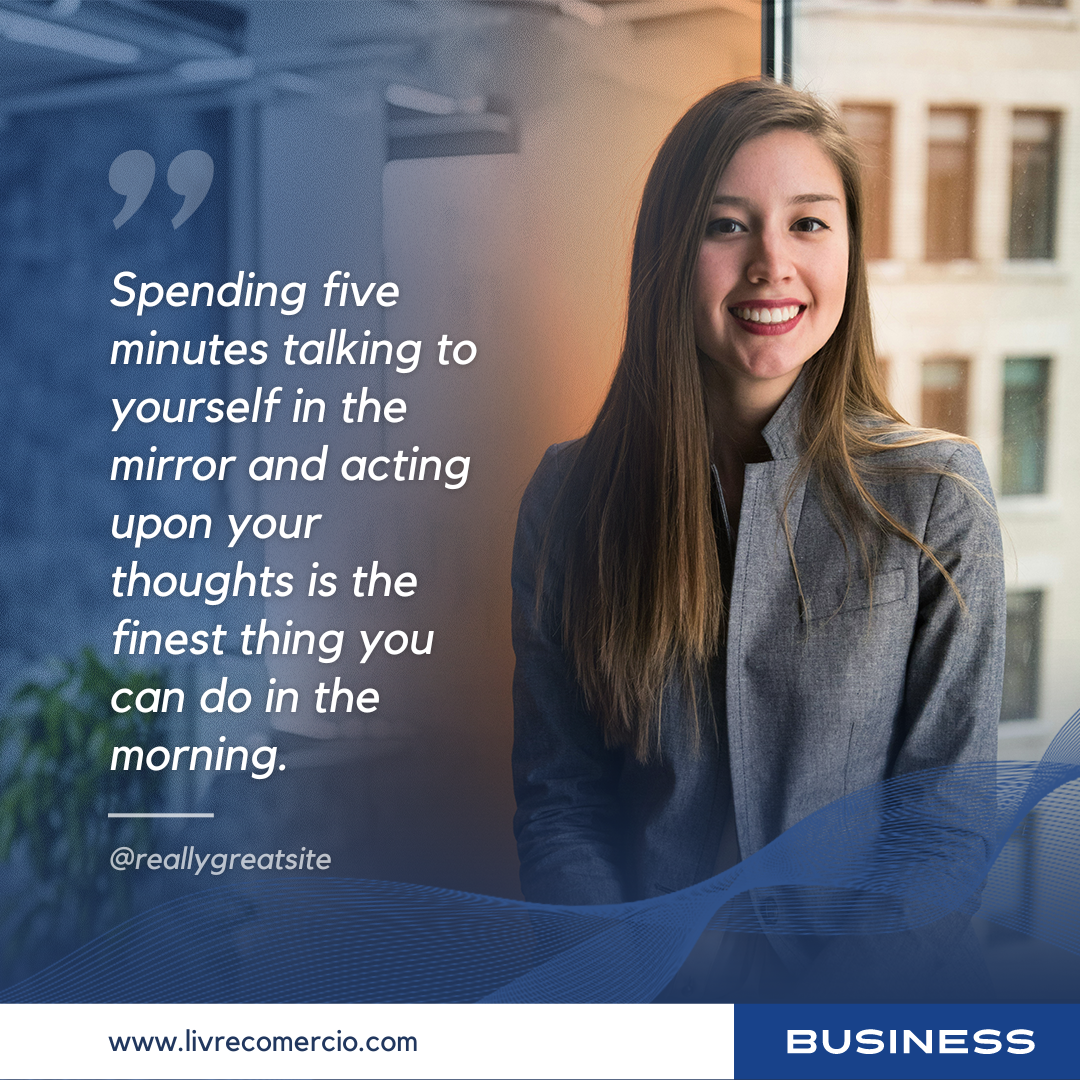 ”
Spending five
minutes talking to
yourself in the
mirror and acting
upon your
thoughts is the
finest thing you
can do in the
morning.
@reallygreatsite
www.livrecomercio.com
BUSINESS